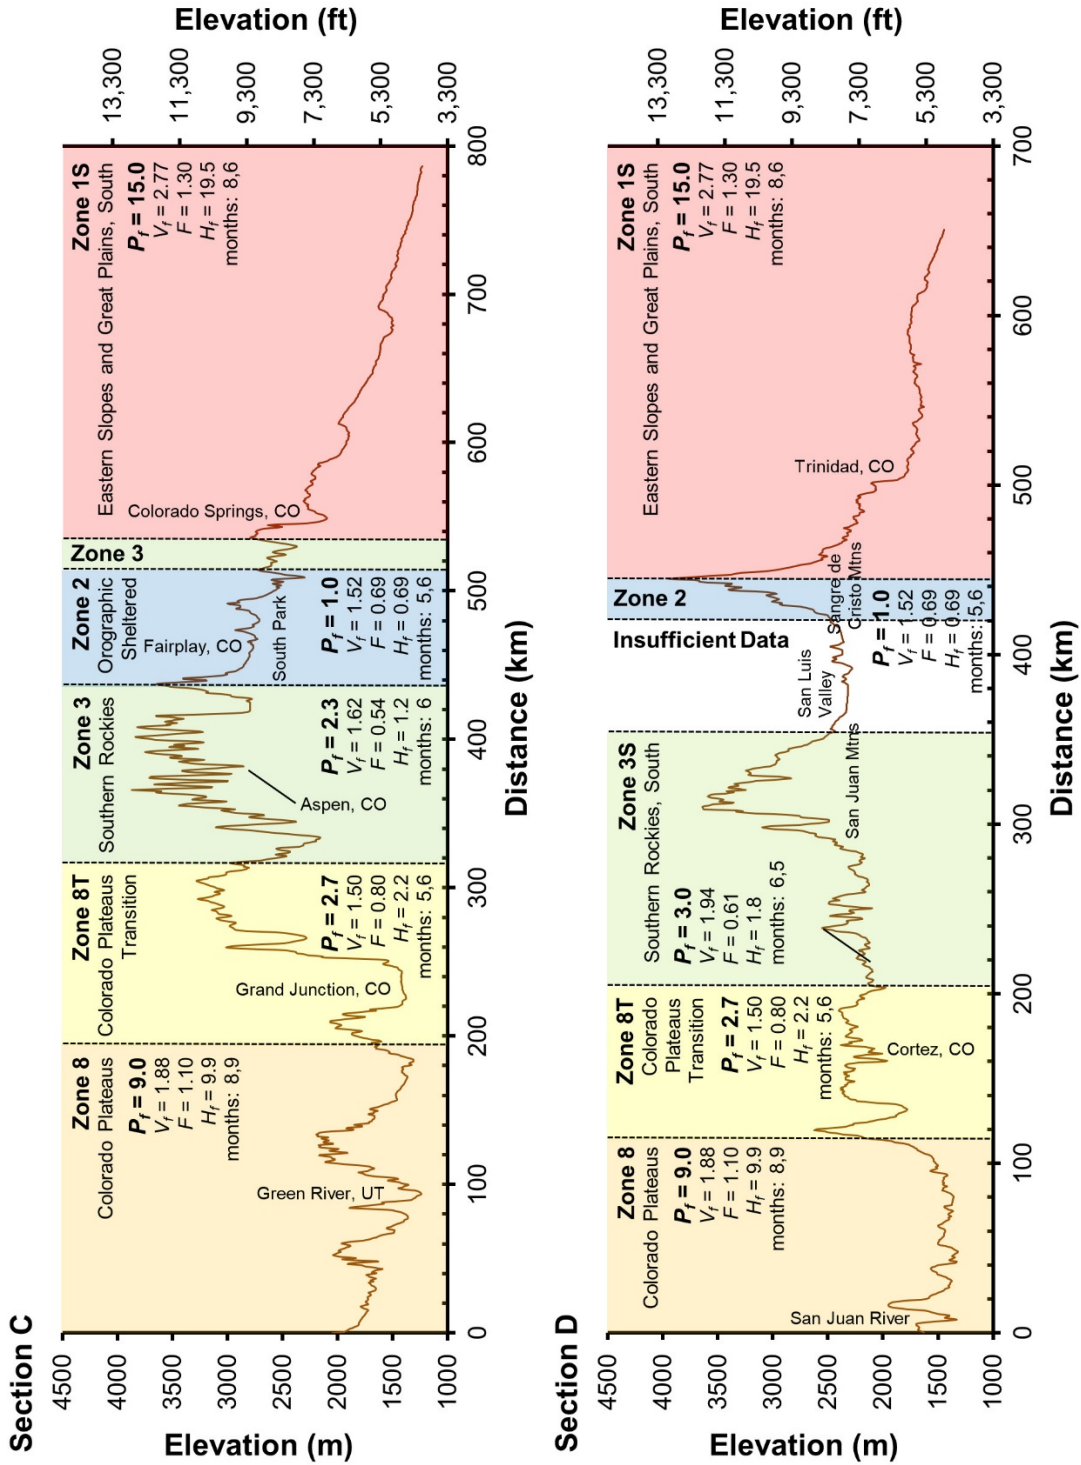 Section C
Elevation (m)
4500
4000
3500
3000
2500
2000
1500
1000
Zone 8
Colorado Plateaus
Pf = 9.0
Vf = 1.88
F = 1.10
Hf = 9.9
months: 8,9
Green River, UT
Zone 8T
Colorado Plateaus
Transition
Pf = 2.7
Vf = 1.50
F = 0.80
Hf = 2.2
months: 5,6
Grand Junction, CO
Zone 3
Southern Rockies
Pf = 2.3
Vf = 1.62
F = 0.54
Hf = 1.2
months: 6
Aspen, CO
Zone 2
Orographic
Sheltered
Fairplay, CO
South Park
Pf = 1.0
Vf = 1.52
F = 0.69
Hf = 0.69
months: 5,6
Zone 3
Zone 1S
Eastern Slopes and Great Plains, South
Pf = 15.0
Vf = 2.77
F = 1.30
Hf = 19.5
months: 8,6
Colorado Springs, CO
Elevation (ft)
13,300
11,300
9,300
7,300
5,300
3,300
0
100
200
300
400
500
600
700
800
Distance (km)
Section D
Elevation (m)
4500
4000
3500
3000
2500
2000
1500
1000
Zone 8
Colorado Plateaus
Pf = 9.0
Vf = 1.88
F = 1.10
Hf = 9.9
months: 8,9
San Juan River
Zone 8T
Colorado
Plateaus
Transition
Pf = 2.7
Vf = 1.50
F = 0.80
Hf = 2.2
months: 5,6
Cortez, CO
Zone 3S
Southern Rockies, South
Pf = 3.0
Vf = 1.94
F = 0.61
Hf = 1.8
months: 6,5
San Juan Mtns
Insufficient Data
San Luis
Valley
Zone 2
Sangre de
Cristo Mtns
Pf = 1.0
Vf = 1.52
F = 0.69
Hf = 0.69
months: 5,6
Zone 1S
Eastern Slopes and Great Plains, South
Pf = 15.0
Vf = 2.77
F = 1.30
Hf = 19.5
months: 8,6
Trinidad, CO
Elevation (ft)
13,300
11,300
9,300
7,300
5,300
3,300
0
100
200
300
400
500
600
700
Distance (km)